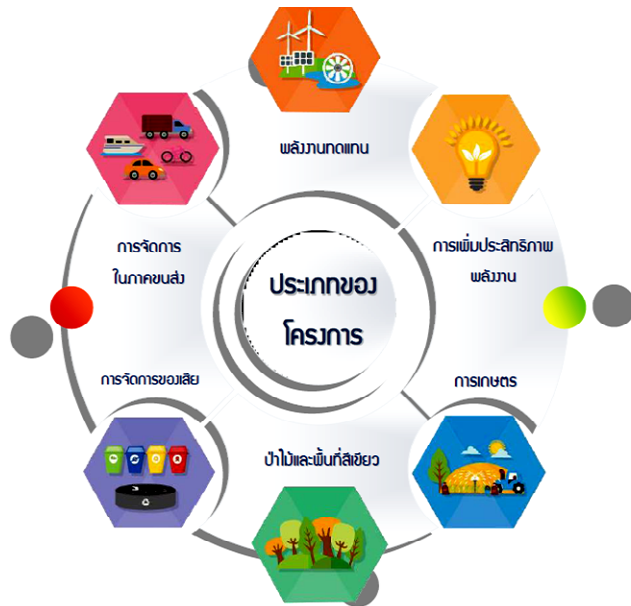 พลังงานทดแทน
การเพิ่มประสิทธิภาพ
พลังงาน
การจัดการ
ในภาคขนส่ง
ประเภทของ
โครงการ
การจัดการของเสีย
การเกษตร
ป่าไม้และพื้นที่สีเขียว